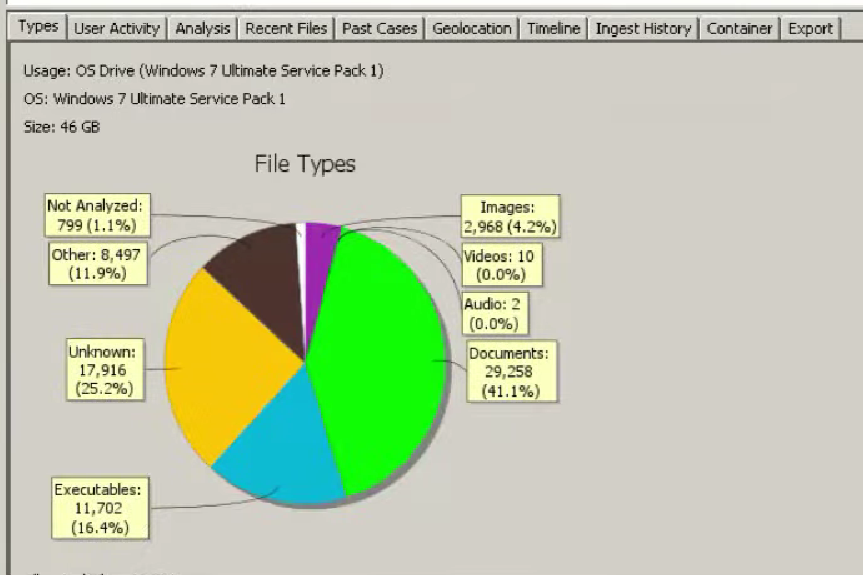 Types User Activity Analysis Recent Files Past Cases Geolocation Timeline Ingest History Container Export
Usage: OS Drive (Windows 7 Ultimate Service Pack 1)
OS: Windows 7 Ultimate Service Pack 1
Size: 46 GB
File Types
Not Analyzed:
799 (1.1%)
Other: 8,497
(11.9%)
Unknown:
17,916
(25.2%)
Executables:
11,702
(16.4%)
Images:
2,968 (4.2%)
Videos: 10
(0.0%)
Audio: 2
(0.0%)
Documents:
29,258
(41.1%)